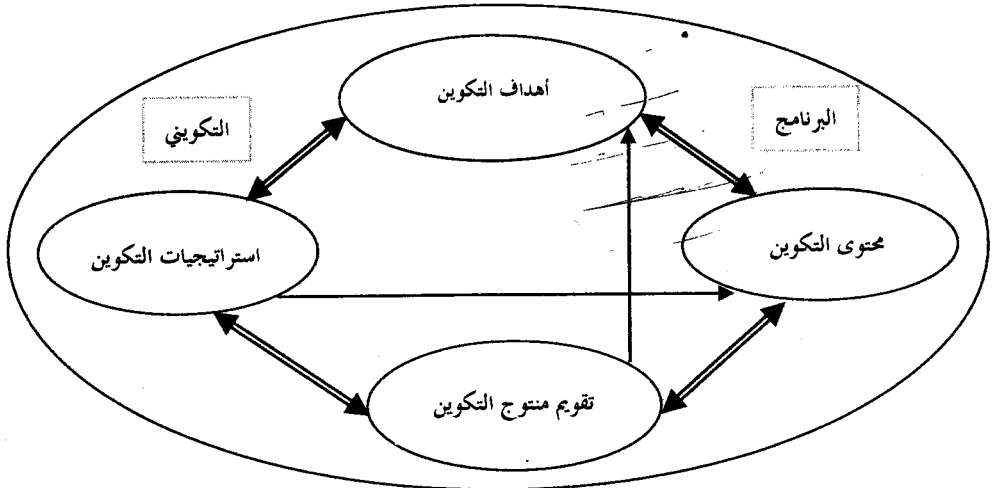 أهداف التكوين
البرنامج
التكويني
محتوى التكوين
استراتيجيات التكوين
تقويم منتوج التكوين